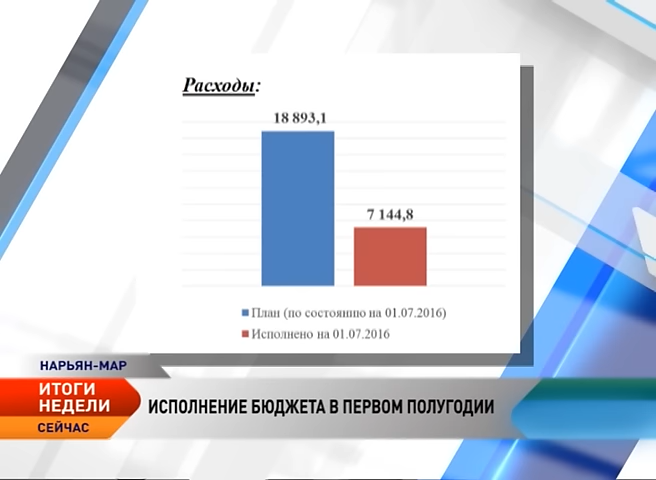 Расходы:
18 893,1
7 144,8
План (по состоянию на 01.07.2016)
Исполнено на 01.07.2016
НАРЬЯН-МАР
ИТОГИ
НЕДЕЛИ
СЕЙЧАС
ИСПОЛНЕНИЕ БЮДЖЕТА В ПЕРВОМ ПОЛУГОДИИ